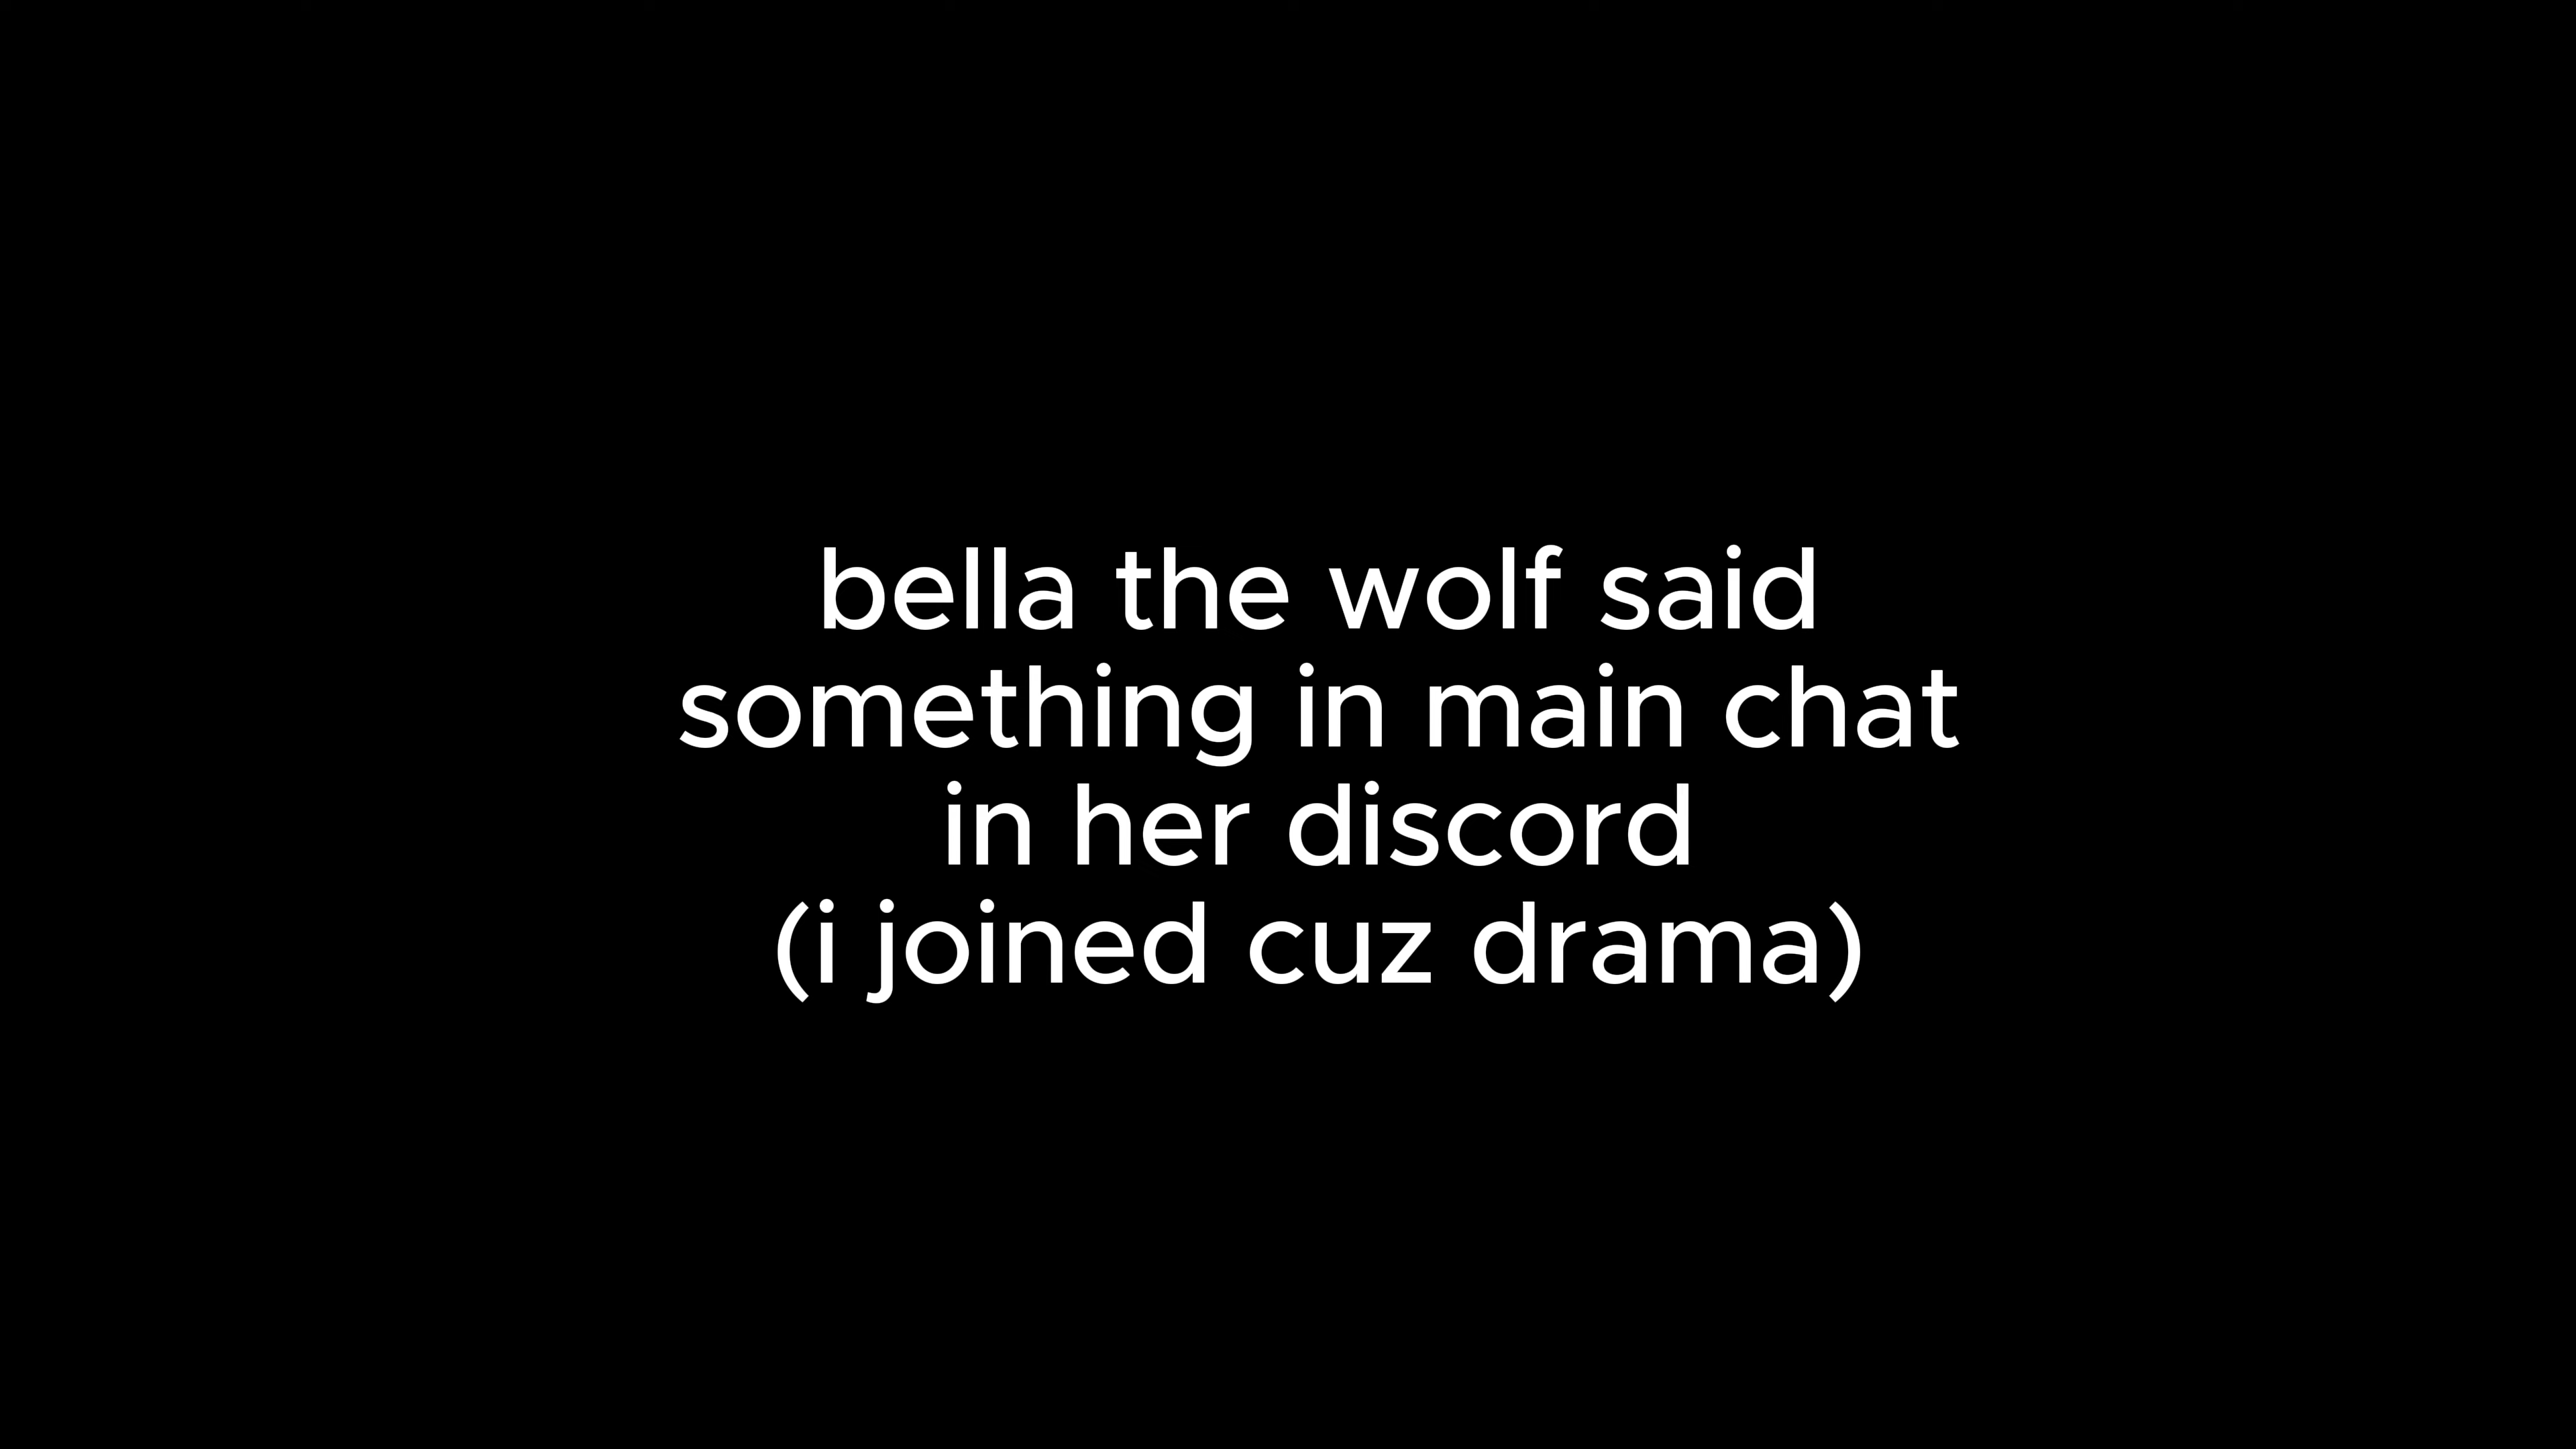 bella the wolf said
something in main chat
in her discord
(i joined cuz drama)